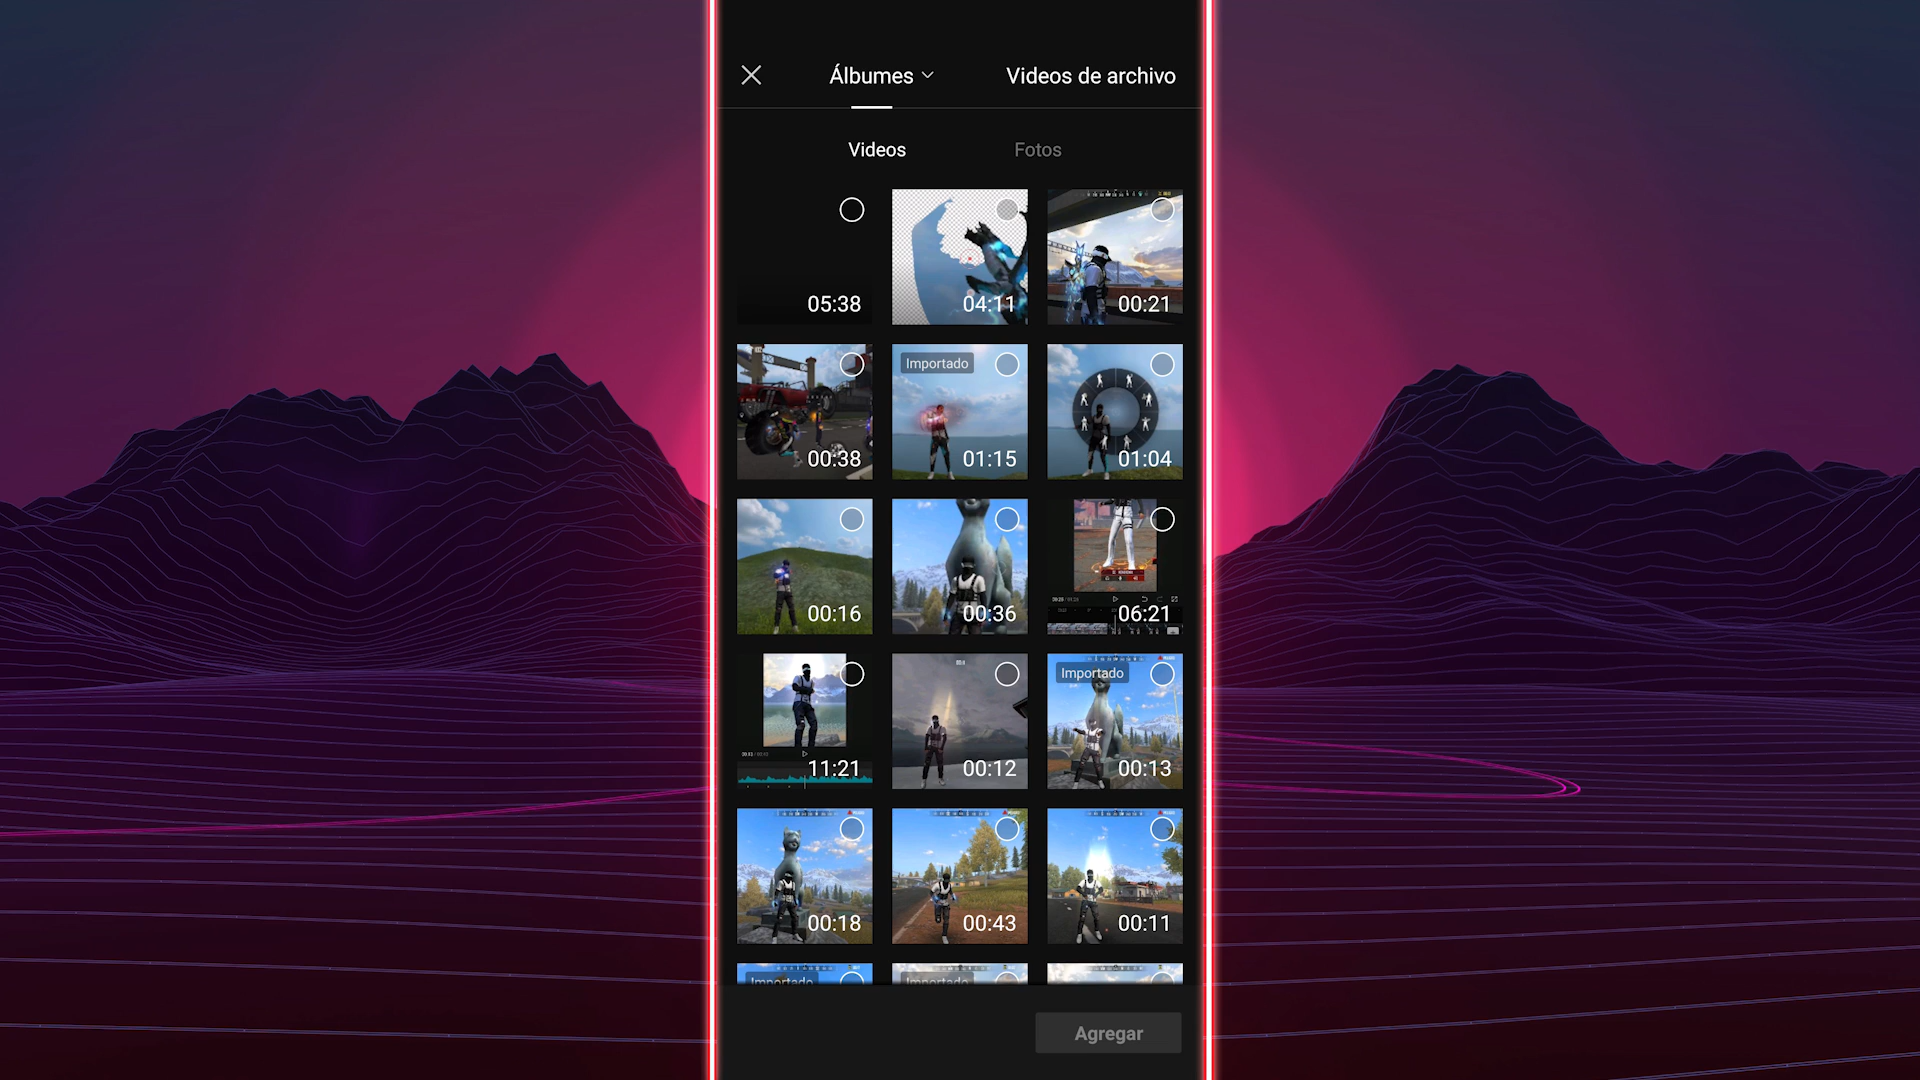 Álbumes
Videos de archivo
Videos
Fotos
05:38
04:11
00:21
00:38
Importado
01:15
01:04
00:16
00:36
06:21
11:21
00:12
Importado
00:13
00:18
00:43
00:11
Importado
Importado
Agregar